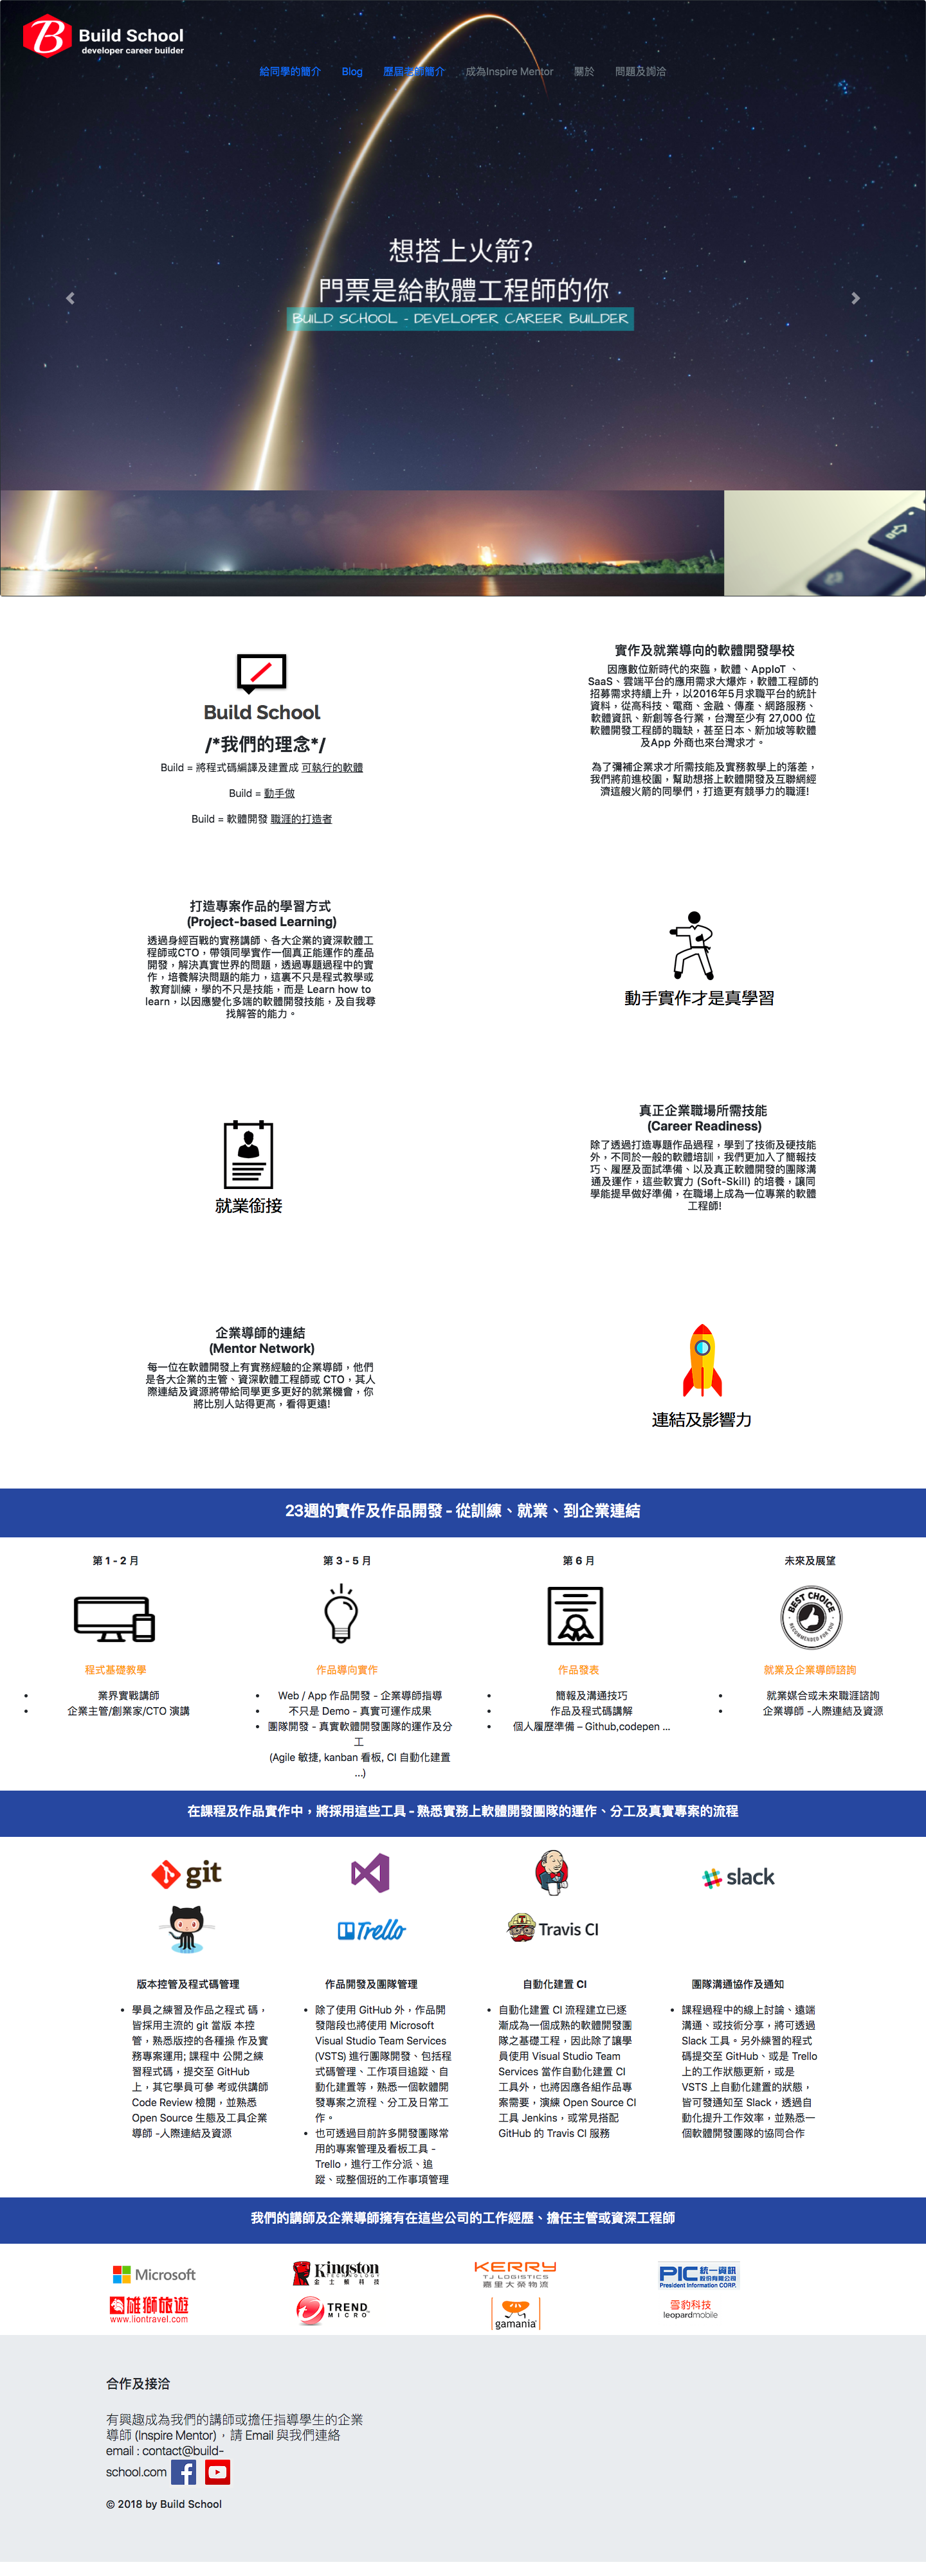 Build School
developer career builder
給同學的簡介 Blog 歷屆老師簡介 成為Inspire Mentor 關於 問題及詢洽
想搭上火箭?
門票是給軟體工程師的你
BUILD SCHOOL - DEVELOPER CAREER BUILDER
Build School
/*我們的理念*/
Build = 將程式碼編譯及建置成 可執行的軟體
Build = 動手做
Build = 軟體開發 職涯的打造者
實作及就業導向的軟體開發學校
因應數位新時代的來臨，軟體、AppIoT 、
SaaS、雲端平台的應用需求大爆炸，軟體工程師的
招募需求持續上升，以2016年5月求職平台的統計
資料，從高科技、電商、金融、傳產、網路服務、
軟體資訊、新創等各行業，台灣至少有 27,000 位
軟體開發工程師的職缺，甚至日本、新加坡等軟體
及App 外商也來台灣求才。
為了彌補企業求才所需技能及實務教學上的落差，
我們將前進校園，幫助想搭上軟體開發及互聯網經
濟這艘火箭的同學們，打造更有競爭力的職涯!
打造專案作品的學習方式
(Project-based Learning)
透過身經百戰的實務講師、各大企業的資深軟體工
程師或CTO，帶領同學實作一個真正能運作的產品
開發，解決真實世界的問題，透過專題過程中的實
作，培養解決問題的能力，這裏不只是程式教學或
教育訓練，學的不只是技能，而是 Learn how to
learn，以因應變化多端的軟體開發技能，及自我尋
找解答的能力。
動手實作才是真學習
就業銜接
真正企業職場所需技能
(Career Readiness)
除了透過打造專題作品過程，學到了技術及硬技能
外，不同於一般的軟體培訓，我們更加入了簡報技
巧、履歷及面試準備、以及真正軟體開發的團隊溝
通及運作，這些軟實力 (Soft-Skill) 的培養，讓同
學能提早做好準備，在職場上成為一位專業的軟體
工程師!
企業導師的連結
(Mentor Network)
每一位在軟體開發上有實務經驗的企業導師，他們
是各大企業的主管、資深軟體工程師或 CTO，其人
際連結及資源將帶給同學更多更好的就業機會，你
將比別人站得更高，看得更遠!
連結及影響力
23週的實作及作品開發 - 從訓練、就業、到企業連結
第 1 - 2 月
程式基礎教學
• 業界實戰講師
• 企業主管/創業家/CTO 演講
第 3 - 5 月
作品導向實作
• Web / App 作品開發 - 企業導師指導
• 不只是 Demo - 真實可運作成果
• 團隊開發 - 真實軟體開發團隊的運作及分
工
(Agile 敏捷, kanban 看板, CI 自動化建置
...)
第 6 月
作品發表
• 簡報及溝通技巧
• 作品及程式碼講解
• 個人履歷準備 – Github,codepen ...
未來及展望
BEST CHOICE
RECOMMENDED FOR YOU
就業及企業導師諮詢
• 就業媒合或未來職涯諮詢
• 企業導師 -人際連結及資源
在課程及作品實作中，將採用這些工具 - 熟悉實務上軟體開發團隊的運作、分工及真實專案的流程
git
slack
Trello
Travis CI
版本控管及程式碼管理
• 學員之練習及作品之程式 碼，
皆採用主流的 git 當版 本控
管，熟悉版控的各種操 作及實
務專案運用; 課程中 公開之練
習程式碼，提交至 GitHub
上，其它學員可參 考或供講師
Code Review 檢閱，並熟悉
Open Source 生態及工具企業
導師 -人際連結及資源
作品開發及團隊管理
• 除了使用 GitHub 外，作品開
發階段也將使用 Microsoft
Visual Studio Team Services
(VSTS) 進行團隊開發、包括程
式碼管理、工作項目追蹤、自
動化建置等，熟悉一個軟體開
發專案之流程、分工及日常工
作。
• 也可透過目前許多開發團隊常
用的專案管理及看板工具 -
Trello，進行工作分派、追
蹤、或整個班的工作事項管理
自動化建置 CI
• 自動化建置 CI 流程建立已逐
漸成為一個成熟的軟體開發團
隊之基礎工程，因此除了讓學
員使用 Visual Studio Team
Services 當作自動化建置 CI
工具外，也將因應各組作品專
案需要，演練 Open Source CI
工具 Jenkins，或常見搭配
GitHub 的 Travis CI 服務
團隊溝通協作及通知
• 課程過程中的線上討論、遠端
溝通、或技術分享，將可透過
Slack 工具。另外練習的程式
碼提交至 GitHub、或是 Trello
上的工作狀態更新，或是
VSTS 上自動化建置的狀態，
皆可發通知至 Slack，透過自
動化提升工作效率，並熟悉一
個軟體開發團隊的協同合作
我們的講師及企業導師擁有在這些公司的工作經歷、擔任主管或資深工程師
Microsoft
Kingston
TECHNOLOGY
金士頓科技
KERRY
TJ LOGISTICS
嘉里大榮物流
PIC 統一資訊
股份有限公司
President Information CORP.
雄獅旅遊
www.liontravel.com
TREND
MICRO
gamania
雪豹科技
leopardmobile
合作及接洽
有興趣成為我們的講師或擔任指導學生的企業
導師 (Inspire Mentor) ，請 Email 與我們連絡
email : contact@build-
school.com
© 2018 by Build School